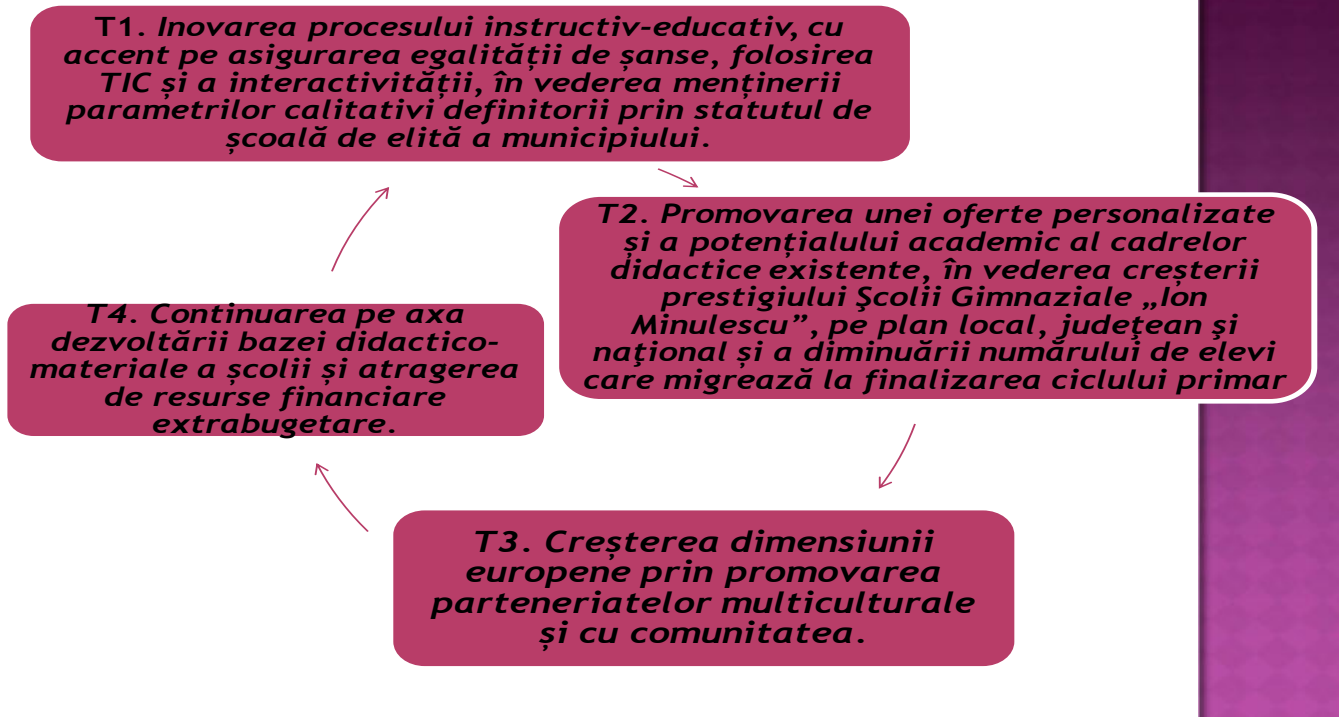 T1. Inovarea procesului instructiv-educativ, cu
accent pe asigurarea egalității de șanse, folosirea
TIC și a interactivității, în vederea menținerii
parametrilor calitativi definitorii prin statutul de
școală de elită a municipiului.
T2. Promovarea unei oferte personalizate
și a potențialului academic al cadrelor
didactice existente, în vederea creșterii
prestigiului Şcolii Gimnaziale „Ion
Minulescu”, pe plan local, judeţean şi
naţional și a diminuării numărului de elevi
care migrează la finalizarea ciclului primar
T3. Creșterea dimensiunii
europene prin promovarea
parteneriatelor multiculturale
și cu comunitatea.
T4. Continuarea pe axa
dezvoltării bazei didactico-
materiale a școlii și atragerea
de resurse financiare
extrabugetare.